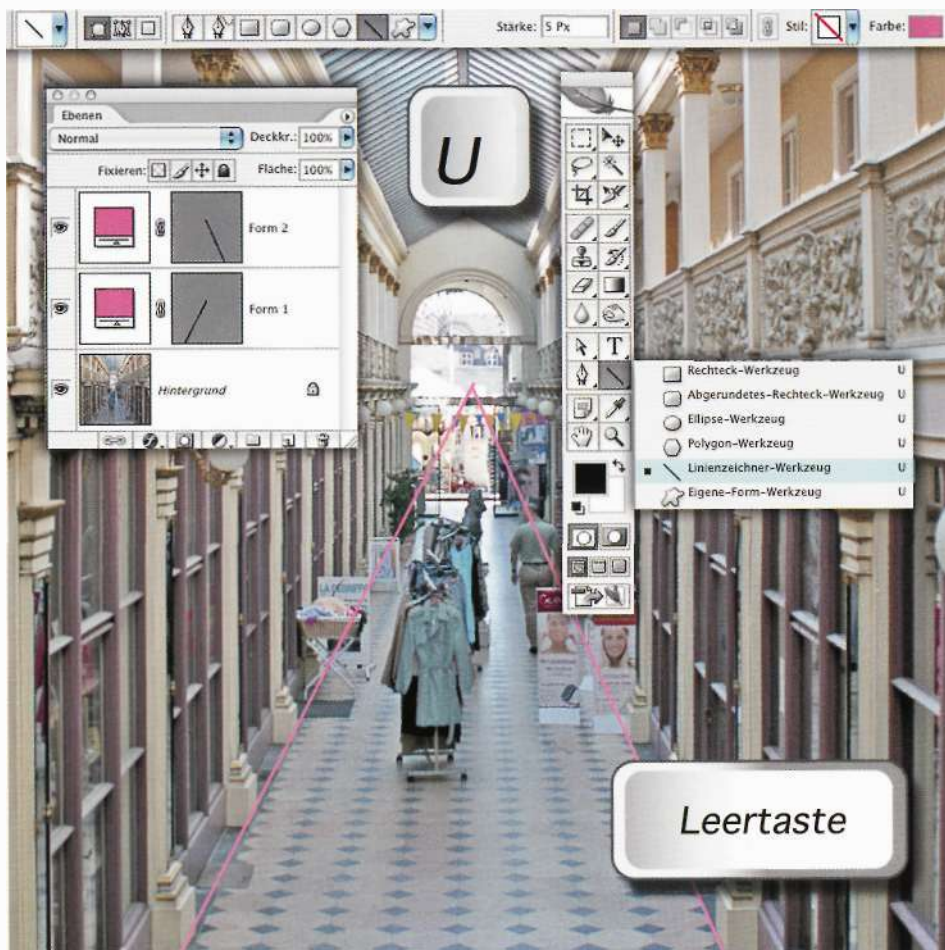 Stärke: 5 Px
Stil:
Farbe:
Ebenen
Normal
Deckkr.: 100%
Fixieren:
Fläche: 100%
Form 2
Form 1
Hintergrund
U
Rechteck-Werkzeug U
Abgerundetes-Rechteck-Werkzeug U
Ellipse-Werkzeug U
Polygon-Werkzeug U
Linienzeichner-Werkzeug U
Eigene-Form-Werkzeug U
T
Leertaste